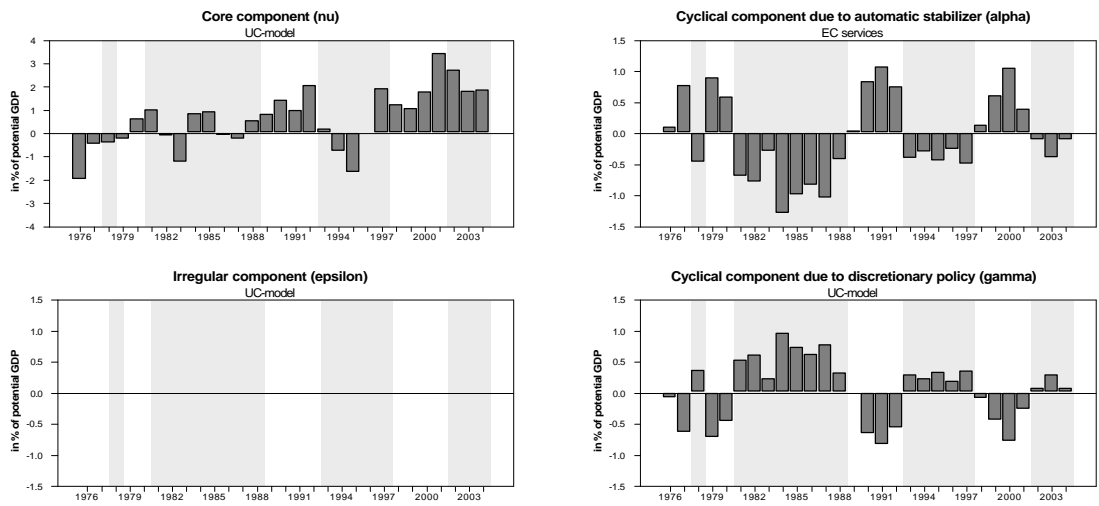 Core component (nu)
UC-model
in % of potential GDP
4
3
2
1
0
-1
-2
-3
-4
1976 1979 1982 1985 1988 1991 1994 1997 2000 2003
Cyclical component due to automatic stabilizer (alpha)
EC services
in % of potential GDP
1.5
1.0
0.5
0.0
-0.5
-1.0
-1.5
1976 1979 1982 1985 1988 1991 1994 1997 2000 2003
Irregular component (epsilon)
UC-model
in % of potential GDP
1.5
1.0
0.5
0.0
-0.5
-1.0
-1.5
1976 1979 1982 1985 1988 1991 1994 1997 2000 2003
Cyclical component due to discretionary policy (gamma)
UC-model
in % of potential GDP
1.5
1.0
0.5
0.0
-0.5
-1.0
-1.5
1976 1979 1982 1985 1988 1991 1994 1997 2000 2003